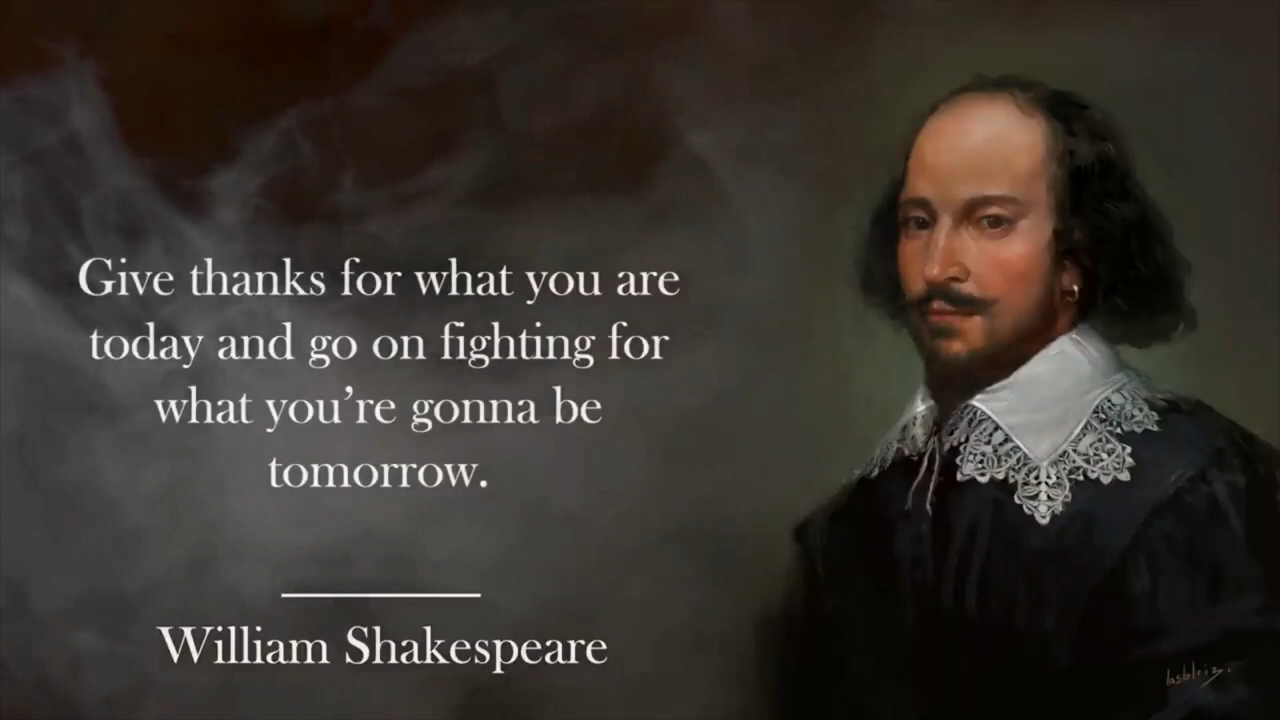 Give thanks for what you are
today and go on fighting for
what you’re gonna be
tomorrow.
William Shakespeare